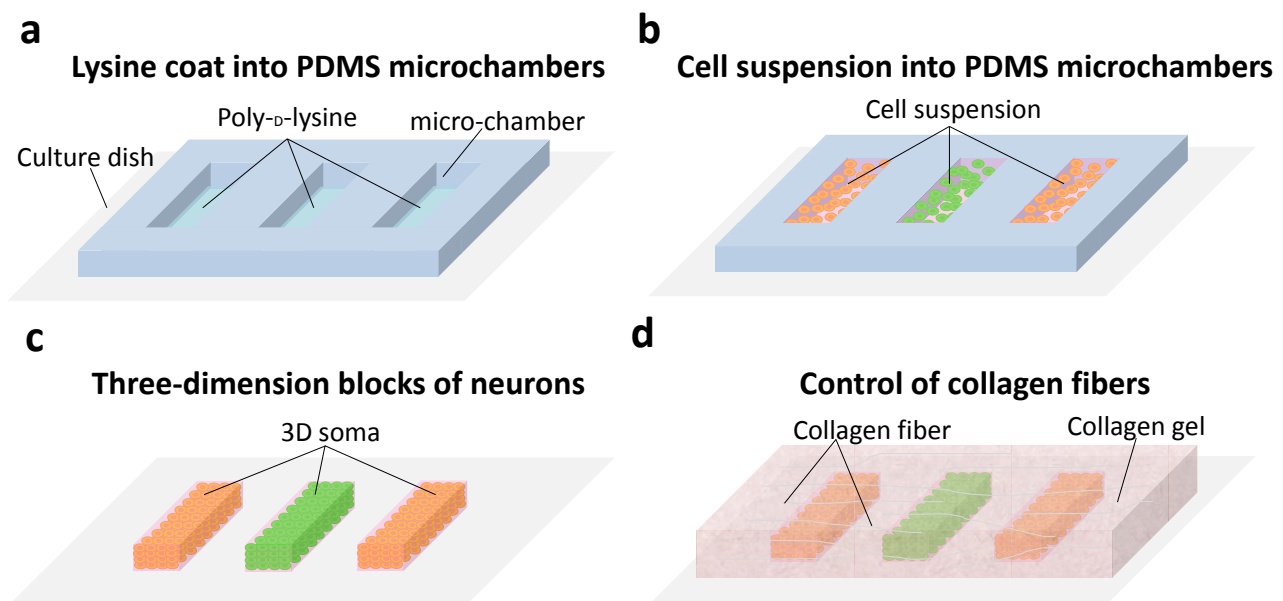 a
Lysine coat into PDMS microchambers
Poly-D-lysine
micro-chamber
Culture dish
b
Cell suspension into PDMS microchambers
Cell suspension
c
Three-dimension blocks of neurons
3D soma
d
Control of collagen fibers
Collagen fiber
Collagen gel